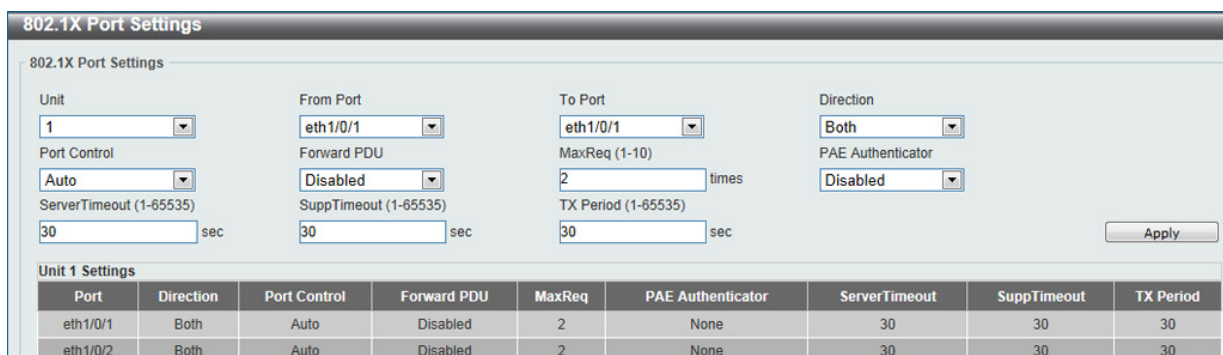 802.1X Port Settings
802.1X Port Settings
Unit From Port To Port Direction
1 eth1/0/1 eth1/0/1 Both
Port Control Forward PDU MaxReq (1-10) PAE Authenticator
Auto Disabled 2 times Disabled
ServerTimeout (1-65535) SuppTimeout (1-65535) TX Period (1-65535)
30 sec 30 sec 30 sec Apply
Unit 1 Settings
Port Direction Port Control Forward PDU MaxReq PAE Authenticator ServerTimeout SuppTimeout TX Period
eth1/0/1 Both Auto Disabled 2 None 30 30 30
eth1/0/2 Both Auto Disabled 2 None 30 30 30